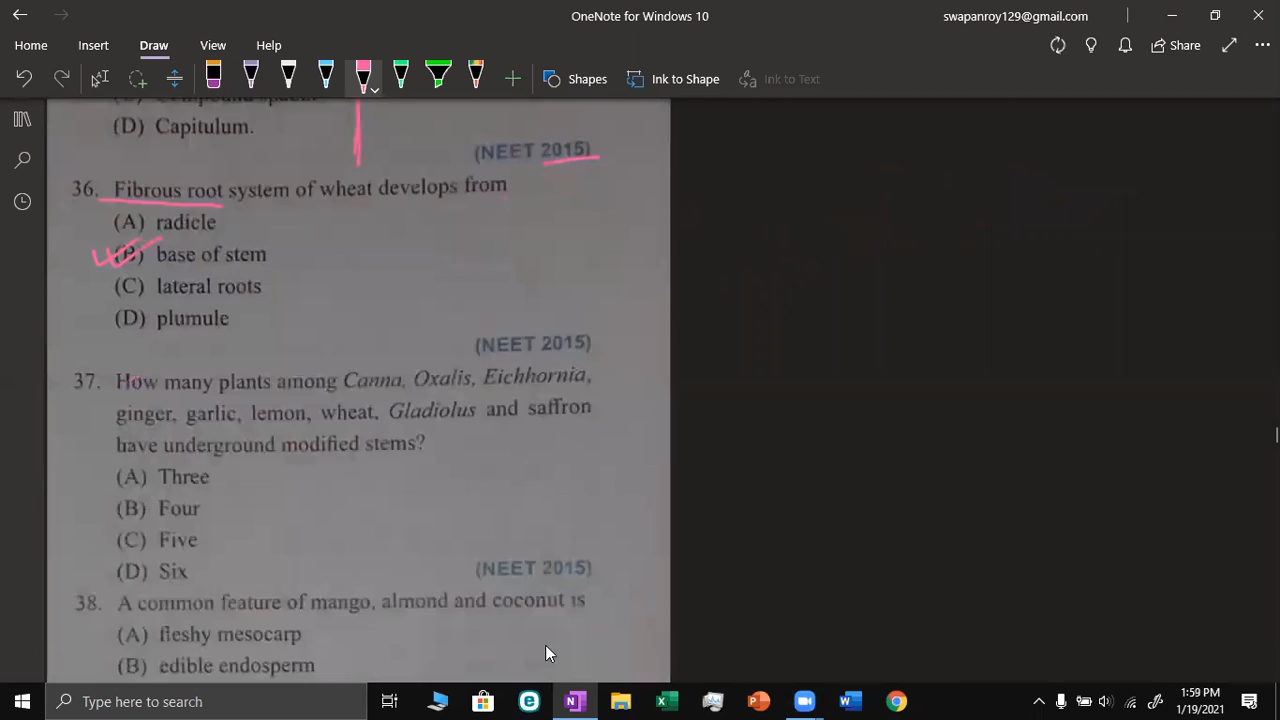 OneNote for Windows 10
swapanroy129@gmail.com
Home Insert Draw View Help
Share
Shapes
Ink to Shape
Ink to Text
(D) Capitulum.
(NEET 2015)
36. Fibrous root system of wheat develops from
(A) radicle
(B) base of stem
(C) lateral roots
(D) plumule
(NEET 2015)
37. How many plants among Canna, Oxalis, Eichhornia,
ginger, garlic, lemon, wheat, Gladiolus and saffron
have underground modified stems?
(A) Three
(B) Four
(C) Five
(D) Six (NEET 2015)
38. A common feature of mango, almond and coconut is
(A) fleshy mesocarp
(B) edible endosperm
Type here to search
1:59 PM
1/19/2021